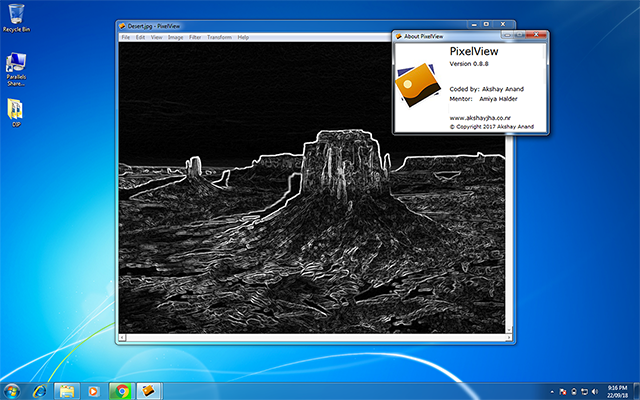 Recycle Bin
Parallels
Share...
DIP
Desert.jpg - PixelView
File Edit View Image Filter Transform Help
About PixelView
PixelView
Version 0.8.8
Coded by: Akshay Anand
Mentor: Amiya Halder
www.akshayjha.co.nr
© Copyright 2017 Akshay Anand
9:16 PM
22/09/18